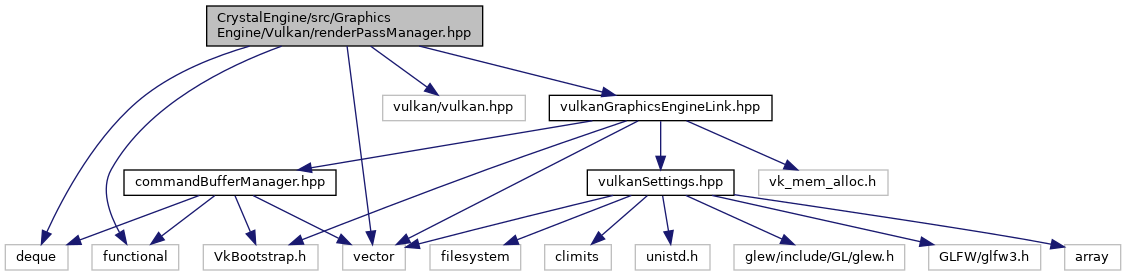 CrystalEngine/src/Graphics
Engine/Vulkan/renderPassManager.hpp
vulkan/vulkan.hpp
vulkanGraphicsEngineLink.hpp
commandBufferManager.hpp
vulkanSettings.hpp
vk_mem_alloc.h
deque
functional
VkBootstrap.h
vector
filesystem
climits
unistd.h
glew/include/GL/glew.h
GLFW/glfw3.h
array